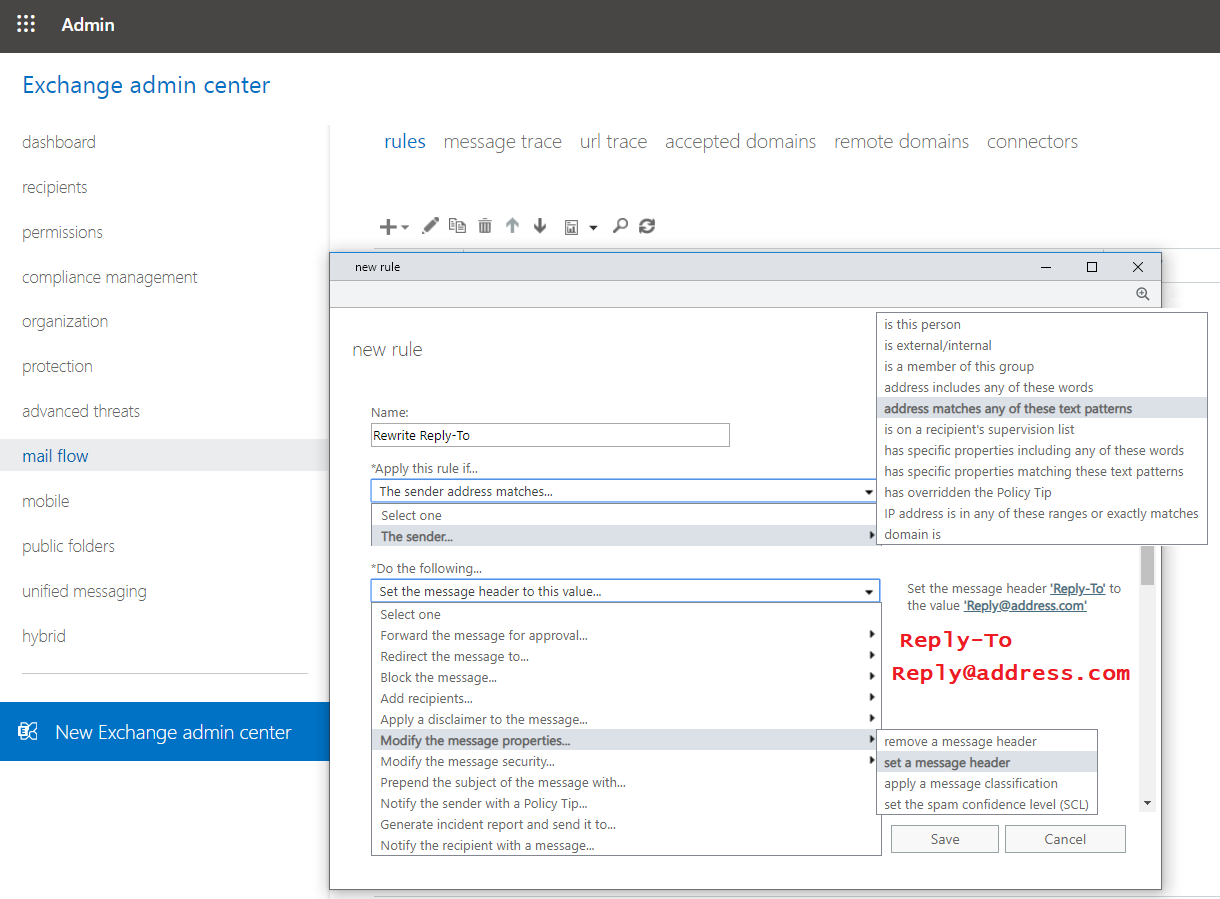 Admin
Exchange admin center
dashboard
recipients
permissions
compliance management
organization
protection
advanced threats
mail flow
mobile
public folders
unified messaging
hybrid
New Exchange admin center
rules message trace url trace accepted domains remote domains connectors
new rule
new rule
Name:
Rewrite Reply-To
*Apply this rule if...
The sender address matches...
Select one
The sender...
is this person
is external/internal
is a member of this group
address includes any of these words
address matches any of these text patterns
is on a recipient's supervision list
has specific properties including any of these words
has specific properties matching these text patterns
has overridden the Policy Tip
IP address is in any of these ranges or exactly matches
domain is
*Do the following...
Set the message header to this value...
Select one
Forward the message for approval...
Redirect the message to...
Block the message...
Add recipients...
Apply a disclaimer to the message...
Modify the message properties...
Modify the message security...
Prepend the subject of the message with...
Notify the sender with a Policy Tip...
Generate incident report and send it to...
Notify the recipient with a message...
Set the message header 'Reply-To' to
the value 'Reply@address.com'
Reply-To
Reply@address.com
remove a message header
set a message header
apply a message classification
set the spam confidence level (SCL)
Save Cancel